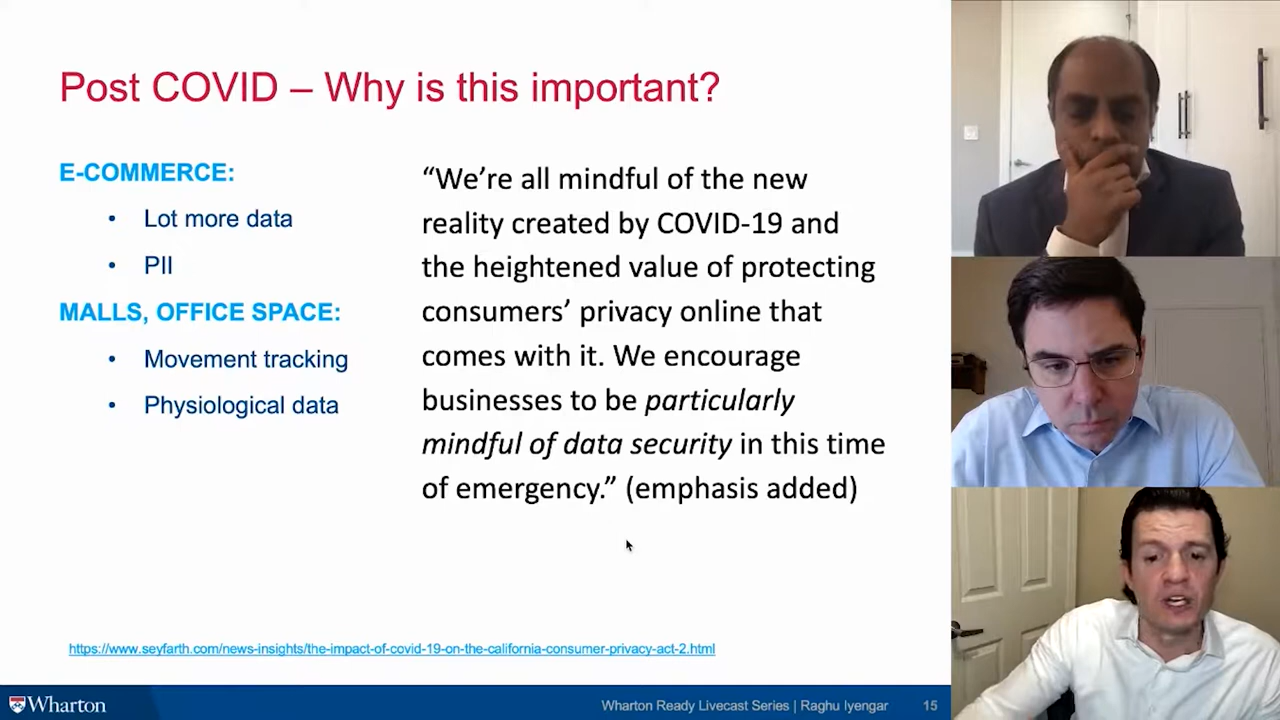 Post COVID – Why is this important?
E-COMMERCE:
• Lot more data
• PII
MALLS, OFFICE SPACE:
• Movement tracking
• Physiological data
“We’re all mindful of the new
reality created by COVID-19 and
the heightened value of protecting
consumers’ privacy online that
comes with it. We encourage
businesses to be particularly
mindful of data security in this time
of emergency.” (emphasis added)
https://www.seyfarth.com/news-insights/the-impact-of-covid-19-on-the-california-consumer-privacy-act-2.html
Wharton
Wharton Ready Livecast Series | Raghu Iyengar 15